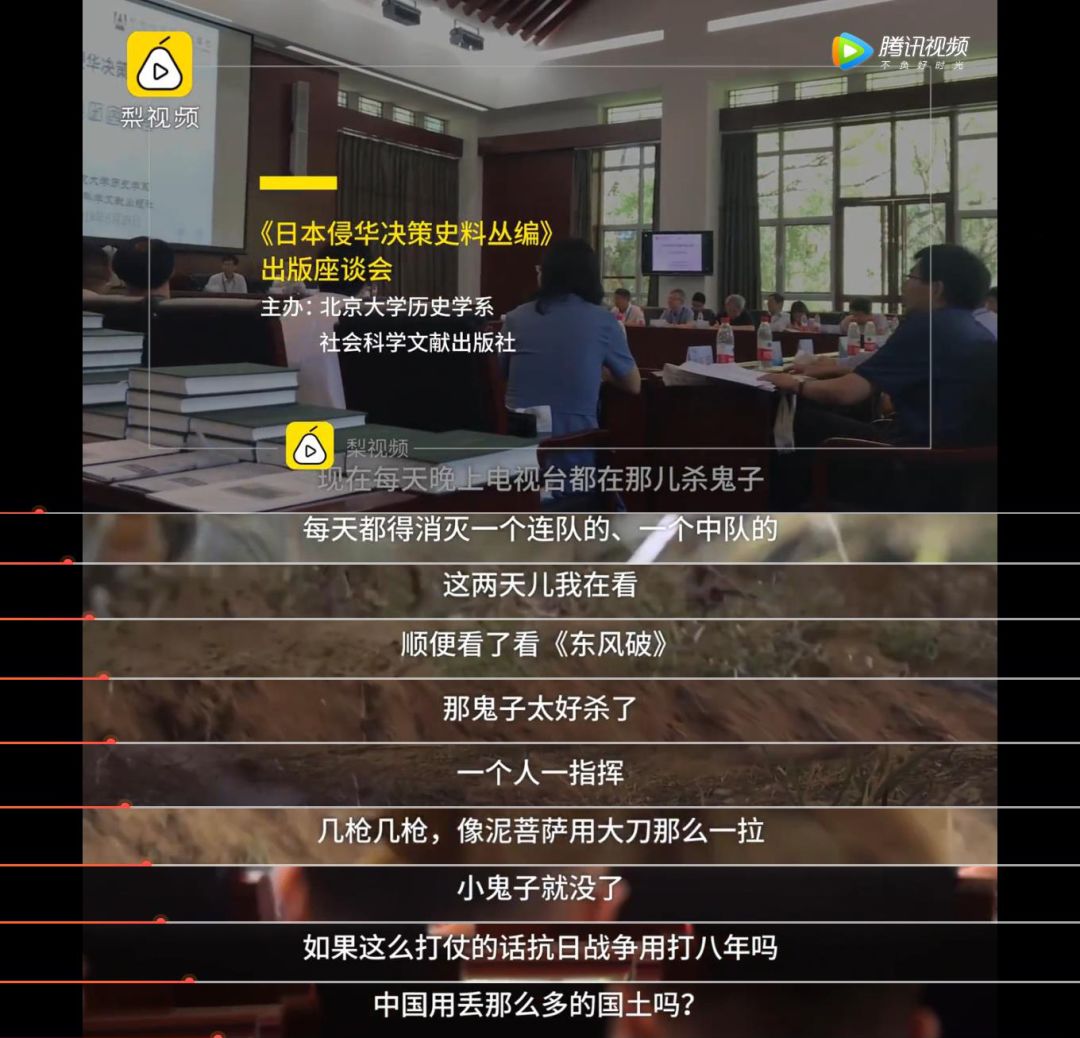 梨视频
腾讯视频
不负好时光
《日本侵华决策史料丛编》
出版座谈会
主办：北京大学历史学系
社会科学文献出版社
梨视频
现在每天晚上电视台都在那儿杀鬼子
每天都得消灭一个连队的、一个中队的
这两天儿我在看
顺便看了看《东风破》
那鬼子太好杀了
一个人一指挥
几枪几枪，像泥菩萨用大刀那么一拉
小鬼子就没了
如果这么打仗的话抗日战争用打八年吗
中国用丢那么多的国土吗？